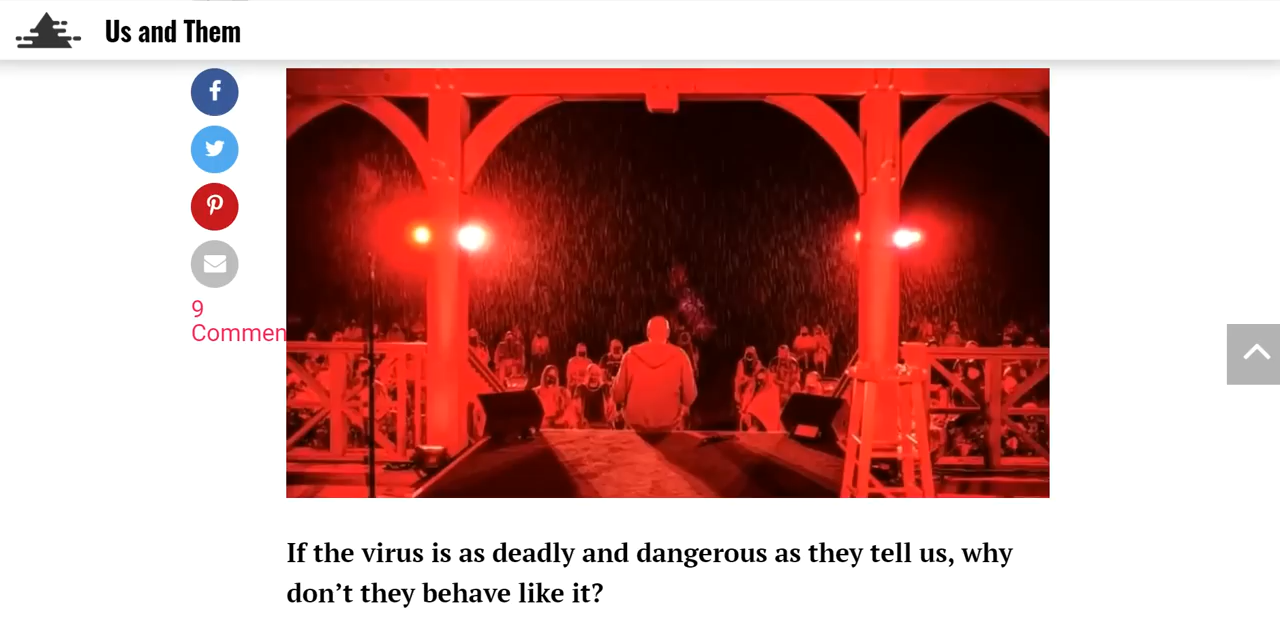 Us and Them
9
Commen
If the virus is as deadly and dangerous as they tell us, why
don’t they behave like it?